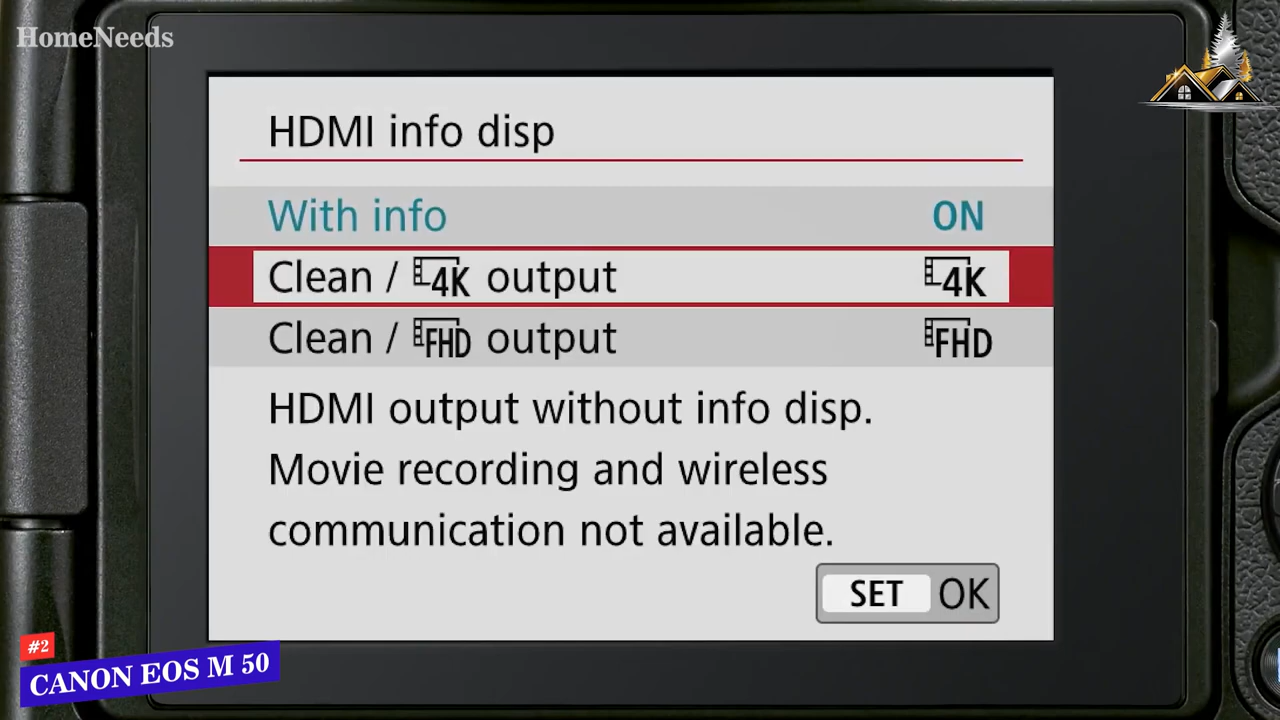 HomeNeeds
HDMI info disp
With info ON
Clean / 4K output 4K
Clean / FHD output FHD
HDMI output without info disp.
Movie recording and wireless
communication not available.
SET OK
#2
CANON EOS M 50